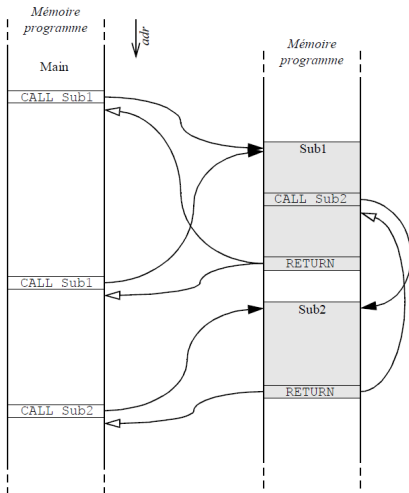 Mémoire
programme
adr
Main
CALL Sub1
CALL Sub1
CALL Sub2
Mémoire
programme
Sub1
CALL Sub2
RETURN
Sub2
RETURN